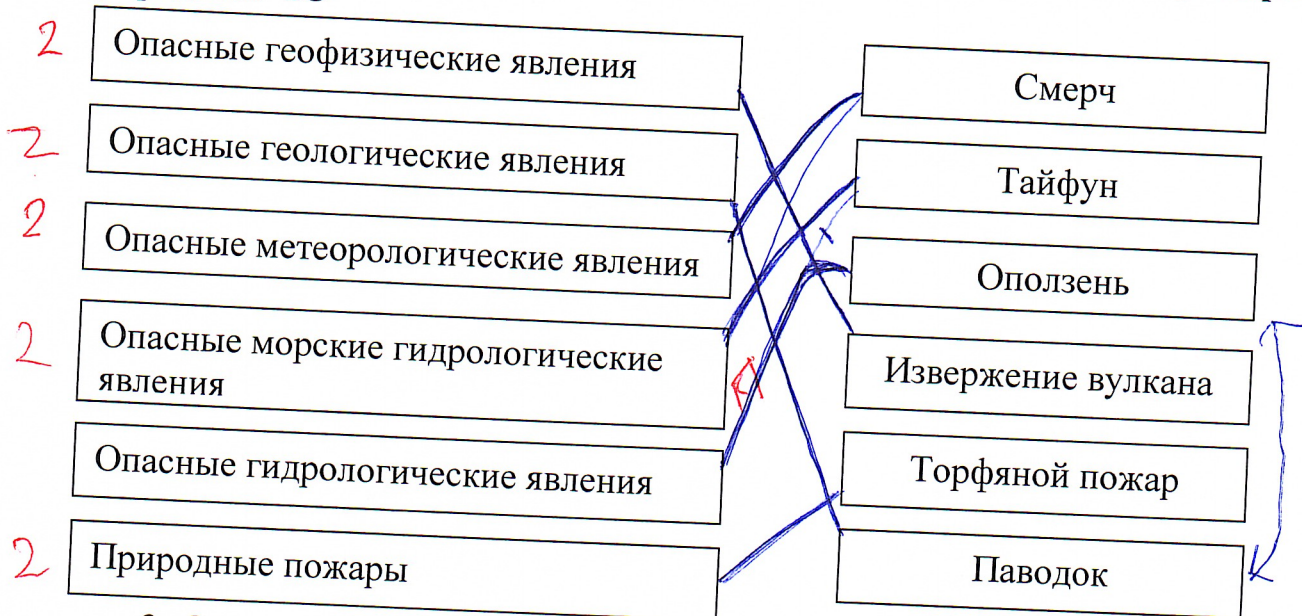 2 Опасные геофизические явления
Смерч
2 Опасные геологические явления
Тайфун
2 Опасные метеорологические явления
Оползень
2 Опасные морские гидрологические
явления
Извержение вулкана
Опасные гидрологические явления
Торфяной пожар
2 Природные пожары
Паводок